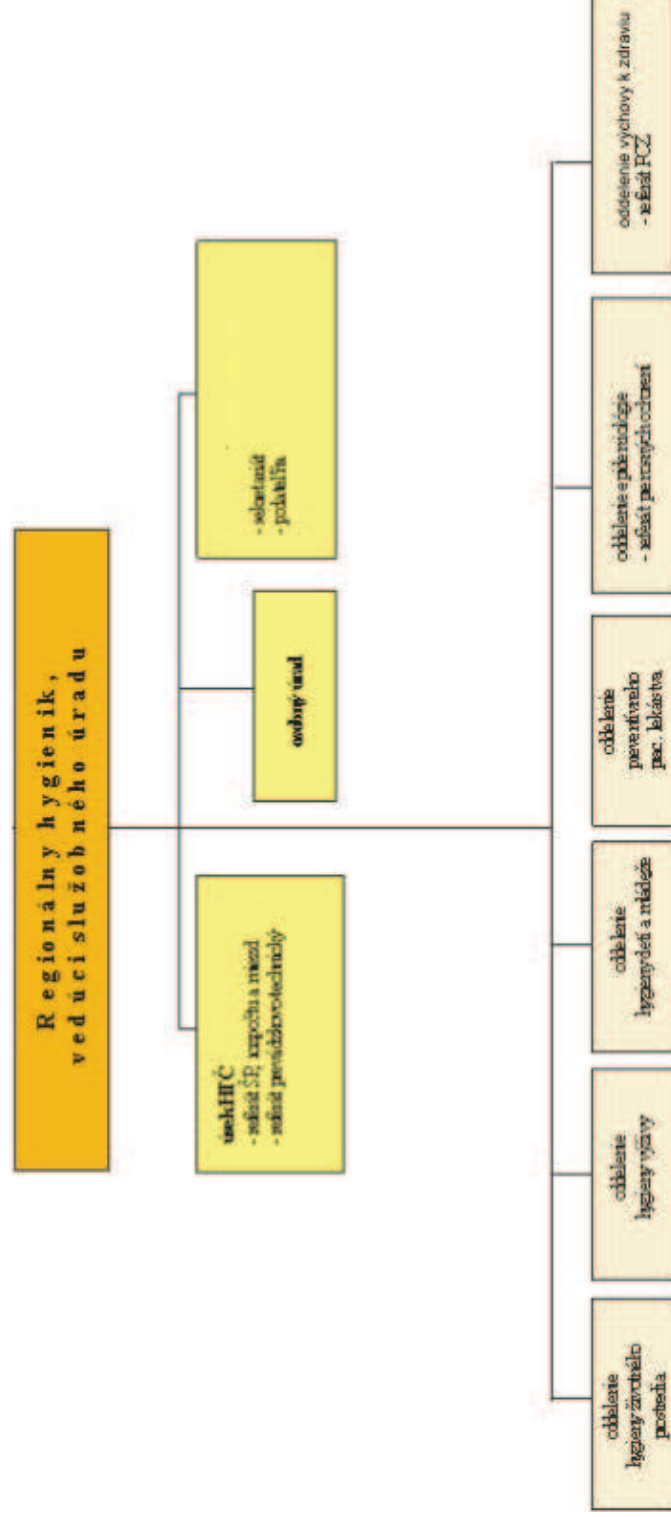 Regionálny hygienik,
vedúci služobného úradu
úsek HTČ
- referát ŠP, rozpočtu a miezd
- referát prevádzkovo-technický
osobný úrad
- sekretariát
- podateľňa
oddelenie
hygieny životného
prostredia
oddelenie
hygieny výživy
oddelenie
hygieny detí a mládeže
oddelenie
preventívneho
prac. lekárstva
oddelenie epidemiológie
- referát prenosných ochorení
oddelenie výchovy k zdraviu
- referát PCZ